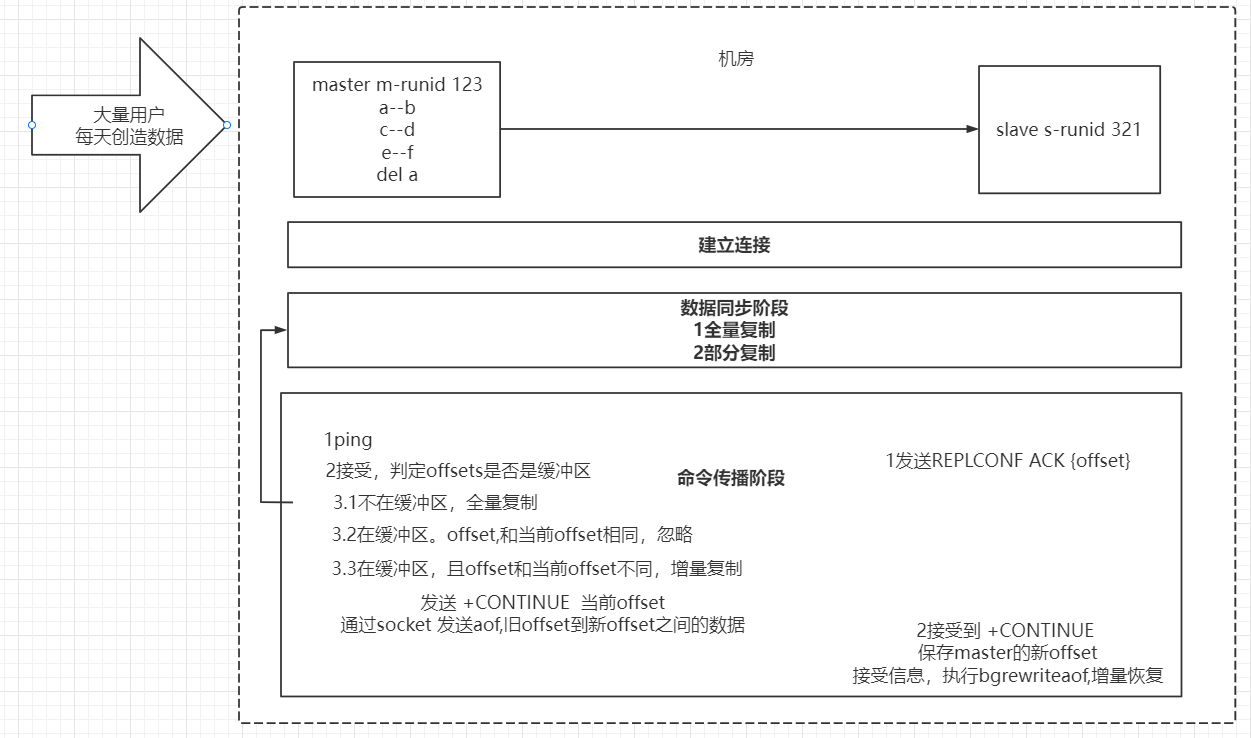 机房
大量用户
每天创造数据
master m-runid 123
a--b
c--d
e--f
del a
slave s-runid 321
建立连接
数据同步阶段
1全量复制
2部分复制
1ping
2接受，判定offsets是否是缓冲区
3.1不在缓冲区，全量复制
3.2在缓冲区。offset,和当前offset相同，忽略
3.3在缓冲区，且offset和当前offset不同，增量复制
发送 +CONTINUE 当前offset
通过socket 发送aof,旧offset到新offset之间的数据
命令传播阶段
1发送REPLCONF ACK {offset}
2接受到 +CONTINUE
保存master的新offset
接受信息，执行bgrewriteaof,增量恢复